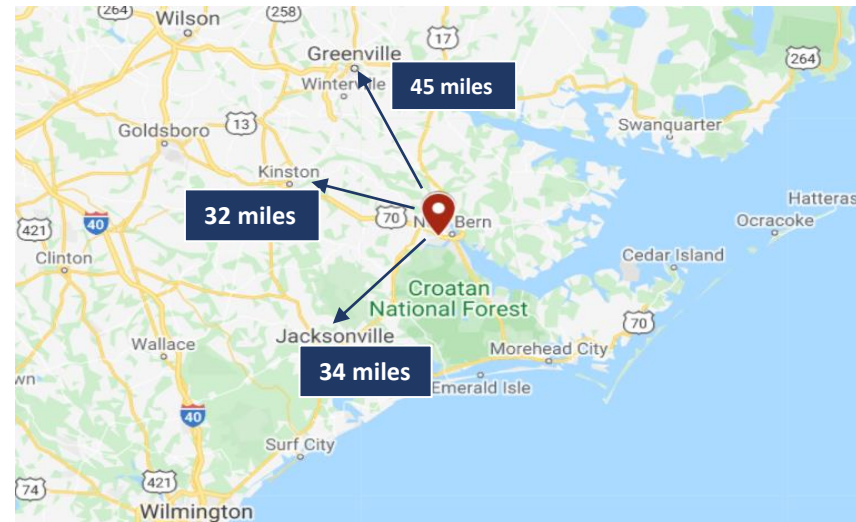 264
Wilson
258
17
Greenville
Winterville
45 miles
264
Goldsboro
13
Swanquarter
Kinston
32 miles
70
Bern
Hatteras
Ocracoke
421
40
Clinton
Cedar Island
Croatan
National Forest
70
Wallace
Jacksonville
34 miles
Morehead City
Emerald Isle
wn
40
Surf City
74
421
Wilmington